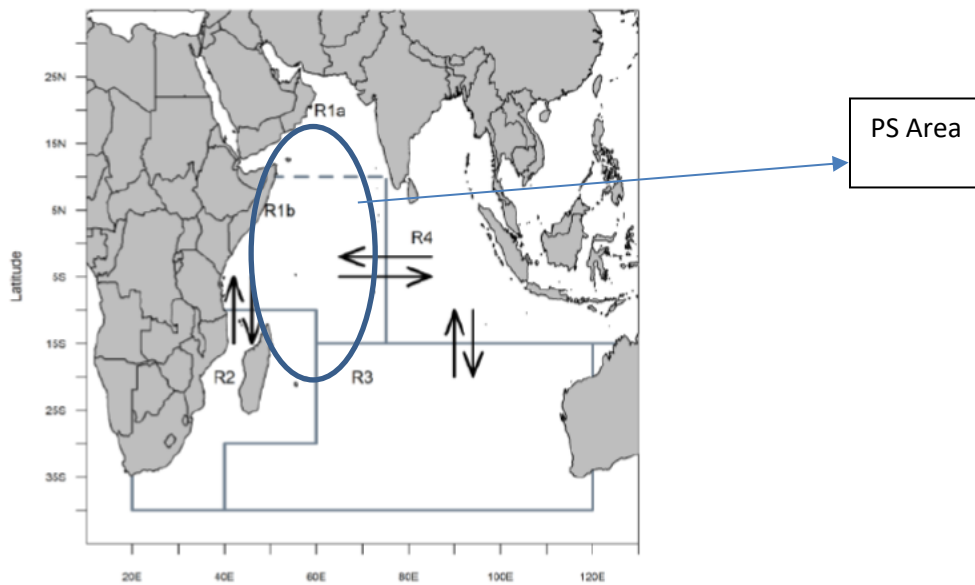 25N
15N
5N
5S
15S
25S
35S
Latitude
R1a
R1b
R4
R2
R3
PS Area
20E
40E
60E
80E
100E
120E